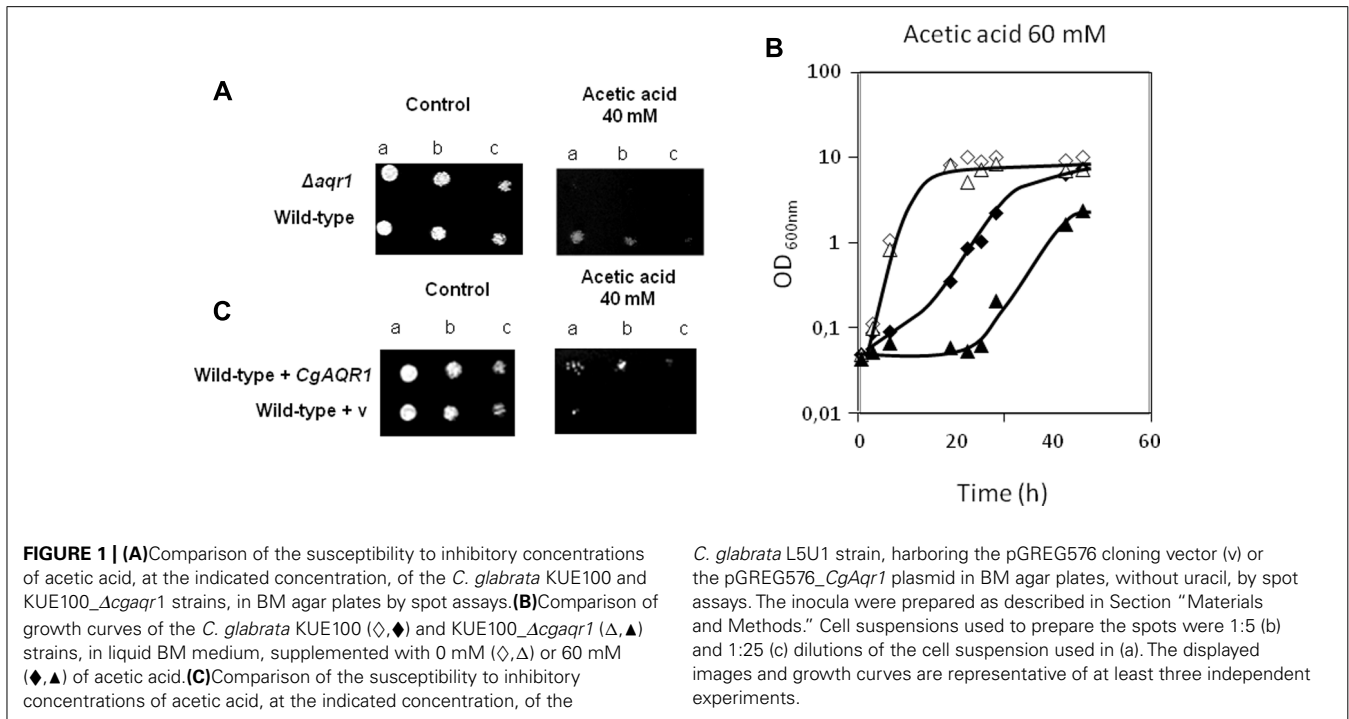 A
Control
Acetic acid
40 mM
a b c
a b c
Δaqr1
Wild-type
C
Control
Acetic acid
40 mM
a b c
a b c
Wild-type + CgAQR1
Wild-type + v
B
Acetic acid 60 mM
100
10
1
0,1
0,01
OD600nm
0 20 40 60
Time (h)
FIGURE 1 | (A)Comparison of the susceptibility to inhibitory concentrations
of acetic acid, at the indicated concentration, of the C. glabrata KUE100 and
KUE100_Δcgaqr1 strains, in BM agar plates by spot assays.(B)Comparison of
growth curves of the C. glabrata KUE100 (◇,◆) and KUE100_Δcgaqr1 (△,▲)
strains, in liquid BM medium, supplemented with 0 mM (◇,△) or 60 mM
(◆,▲) of acetic acid.(C)Comparison of the susceptibility to inhibitory
concentrations of acetic acid, at the indicated concentration, of the
C. glabrata L5U1 strain, harboring the pGREG576 cloning vector (v) or
the pGREG576_CgAqr1 plasmid in BM agar plates, without uracil, by spot
assays. The inocula were prepared as described in Section “Materials
and Methods.” Cell suspensions used to prepare the spots were 1:5 (b)
and 1:25 (c) dilutions of the cell suspension used in (a). The displayed
images and growth curves are representative of at least three independent
experiments.